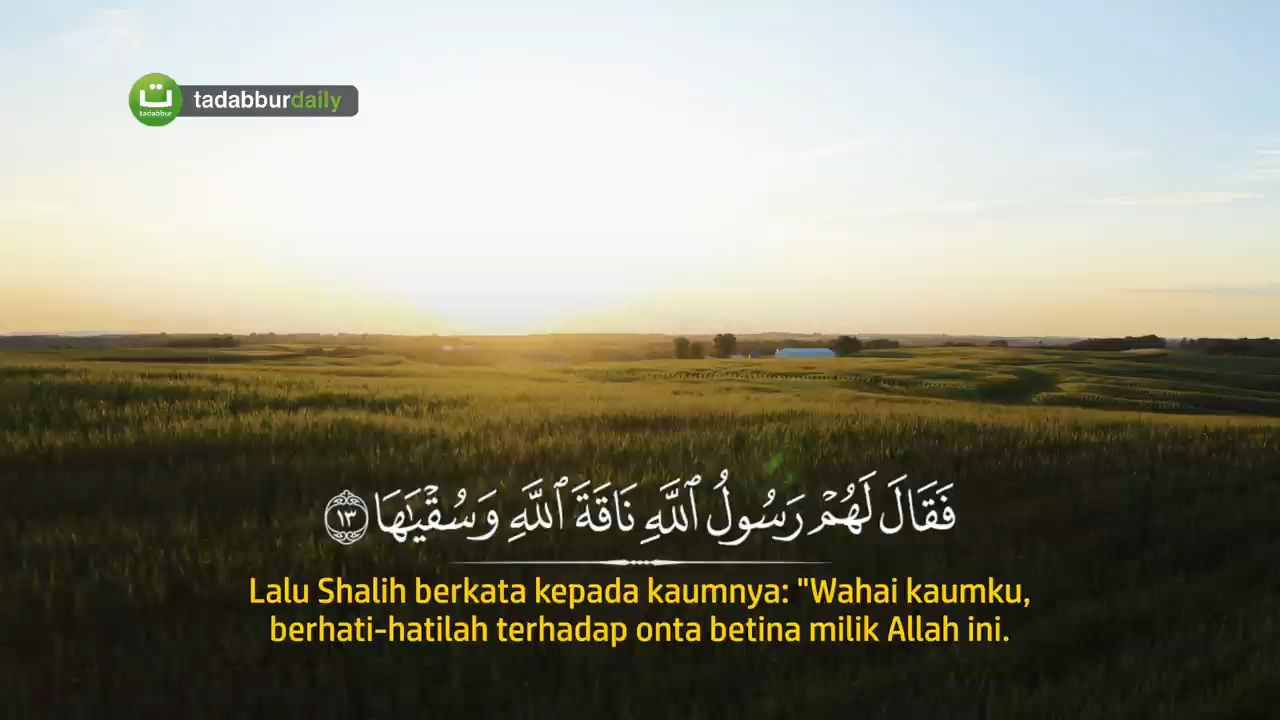 ت
tadabbur
tadabburdaily
فَقَالَ لَهُمْ رَسُولُ ٱللَّهِ نَاقَةَ ٱللَّهِ وَسُقْيَٰهَا ١٣
Lalu Shalih berkata kepada kaumnya: "Wahai kaumku,
berhati-hatilah terhadap onta betina milik Allah ini.